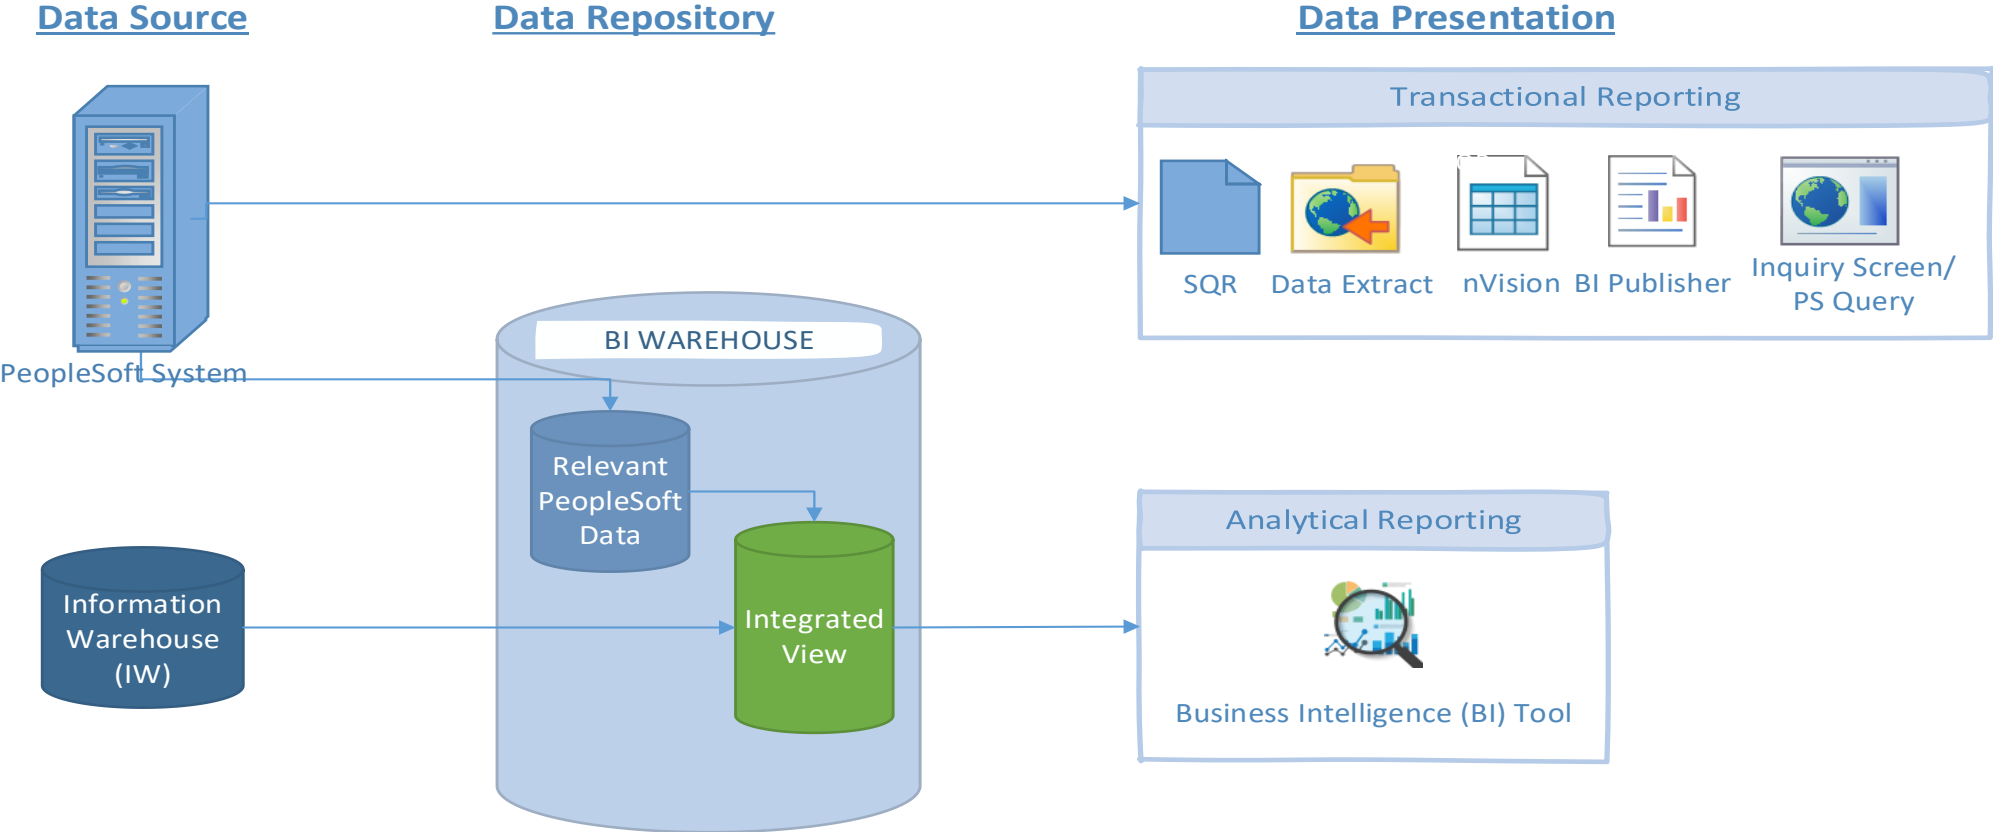 Data Source
Data Repository
Data Presentation
Transactional Reporting
SQR
Data Extract
nVision
BI Publisher
Inquiry Screen/
PS Query
PeopleSoft System
BI WAREHOUSE
Relevant
PeopleSoft
Data
Integrated
View
Information
Warehouse
(IW)
Analytical Reporting
Business Intelligence (BI) Tool